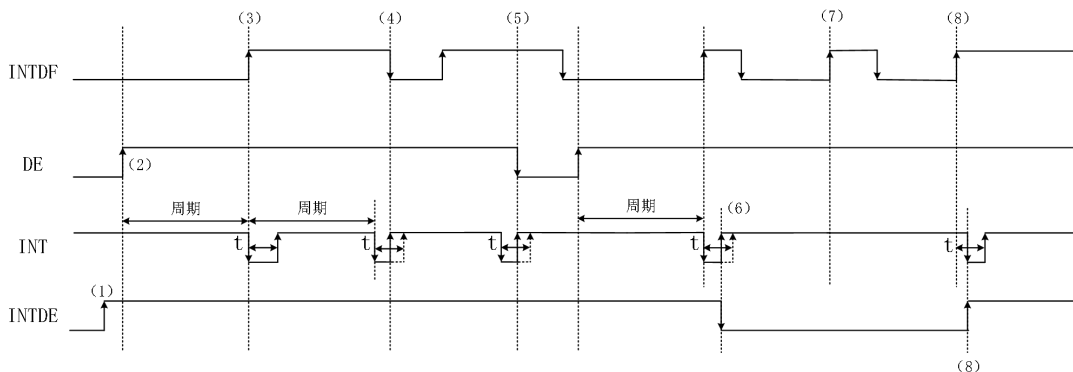 (3) (4) (5) (7) (8)
INTDF
DE (2)
周期 周期 周期 (6)
INT t t t t t
(1)
INTDE
(8)